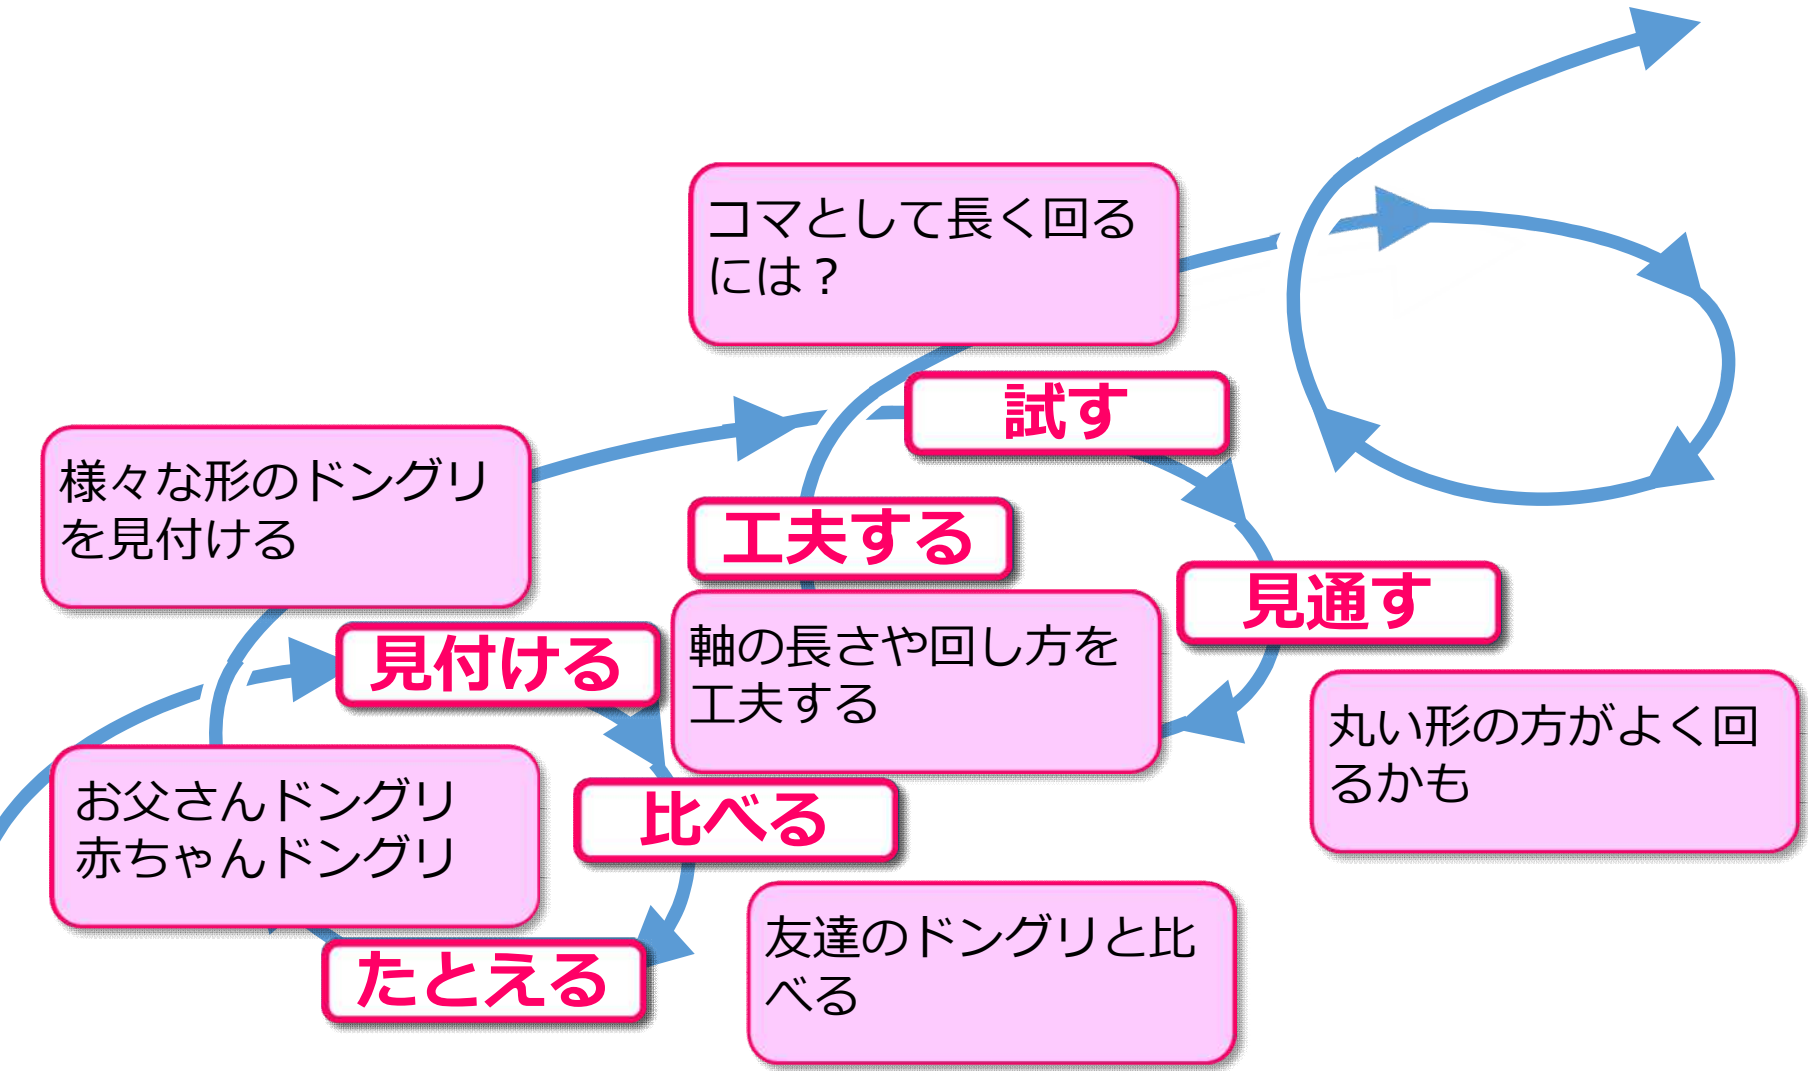 コマとして長く回る
には？
試す
様々な形のドングリ
を見付ける
工夫する
見通す
軸の長さや回し方を
工夫する
見付ける
丸い形の方がよく回
るかも
お父さんドングリ
赤ちゃんドングリ
比べる
友達のドングリと比
べる
たとえる